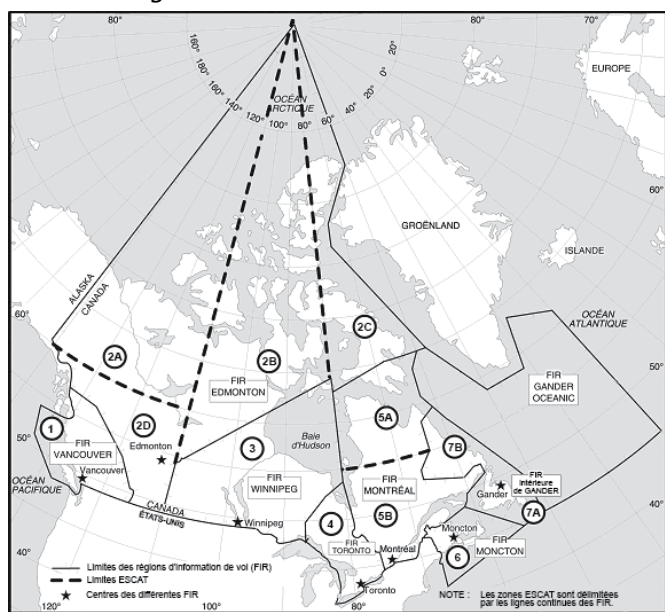 80°
80°
70°
160°
160°
140°
120°
100°
80°
60°
40°
20°
0°
20°
OCÉAN
ARCTIQUE
EUROPE
60°
GROËNLAND
ISLANDE
ALASKA
CANADA
60°
OCÉAN
ATLANTIQUE
2A
2B
2C
FIR
EDMONTON
FIR
GANDER
OCEANIC
1
2D
Edmonton
3
Baie
d'Hudson
5A
7B
50°
FIR
VANCOUVER
Vancouver
OCÉAN
PACIFIQUE
FIR
WINNIPEG
FIR
MONTRÉAL
50°
FIR
Intérieure
de GANDER
Gander
7A
CANADA
ÉTATS-UNIS
Winnipeg
4
5B
40°
FIR
TORONTO
Montréal
Moncton
6
FIR
MONCTON
40°
Toronto
Limites des régions d'information de vol (FIR)
Limites ESCAT
Centres des différentes FIR
NOTE : Les zones ESCAT sont délimitées
par les lignes continues des FIR.
120°
100°
80°
60°